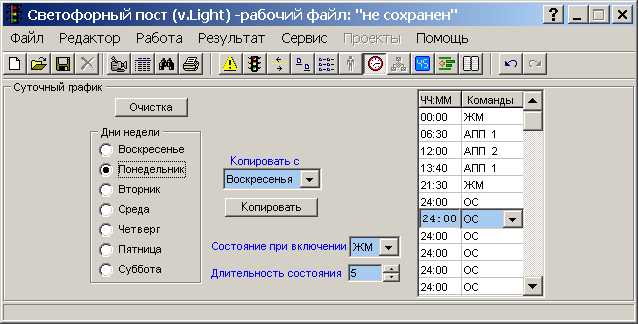 Светофорный пост (v.Light) -рабочий файл: "не сохранен"
Файл Редактор Работа Результат Сервис Проекты Помощь
45
Суточный график
Очистка
Дни недели
Воскресенье
Понедельник
Вторник
Среда
Четверг
Пятница
Суббота
Копировать с
Воскресенья
Копировать
Состояние при включении ЖМ
Длительность состояния 5
ЧЧ:ММ Команды
00:00 ЖМ
06:30 АПП 1
12:00 АПП 2
13:40 АПП 1
21:30 ЖМ
24:00 ОС
24:00 ОС
24:00 ОС
24:00 ОС
24:00 ОС
24:00 ОС